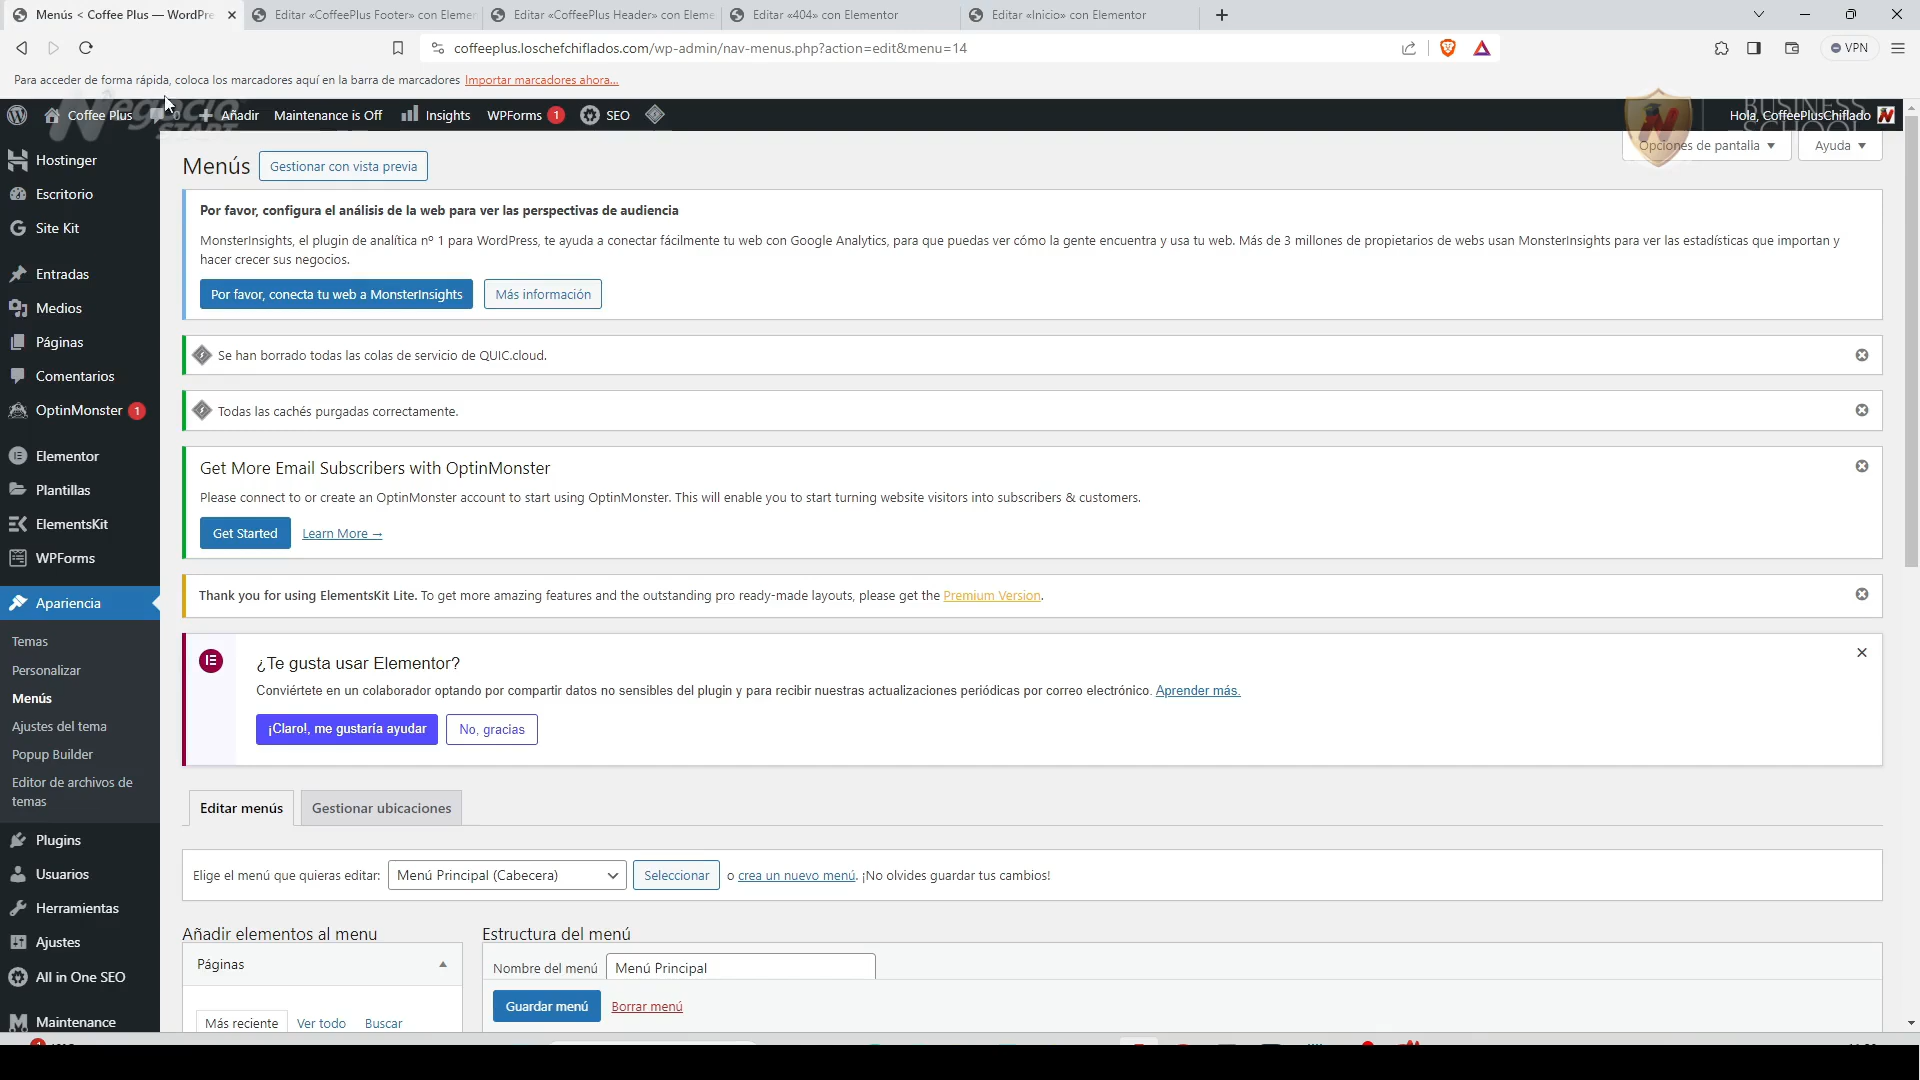 Menús < Coffee Plus — WordPre
Editar «CoffeePlus Footer» con Elemen
Editar «CoffeePlus Header» con Eleme
Editar «404» con Elementor
Editar «Inicio» con Elementor
coffeeplus.loschefchiflados.com/wp-admin/nav-menus.php?action=edit&menu=14
VPN
Para acceder de forma rápida, coloca los marcadores aquí en la barra de marcadores Importar marcadores ahora...
Coffee Plus
0
Añadir
Maintenance is Off
Insights
WPForms 1
SEO
Hola, CoffeePlusChiflado
Negocio
START
BUSINESS
SCHOOL
Opciones de pantalla
Ayuda
Hostinger
Escritorio
Site Kit
Entradas
Medios
Páginas
Comentarios
OptinMonster 1
Elementor
Plantillas
ElementsKit
WPForms
Apariencia
Temas
Personalizar
Menús
Ajustes del tema
Popup Builder
Editor de archivos de
temas
Plugins
Usuarios
Herramientas
Ajustes
All in One SEO
Maintenance
Menús
Gestionar con vista previa
Por favor, configura el análisis de la web para ver las perspectivas de audiencia
MonsterInsights, el plugin de analítica nº 1 para WordPress, te ayuda a conectar fácilmente tu web con Google Analytics, para que puedas ver cómo la gente encuentra y usa tu web. Más de 3 millones de propietarios de webs usan MonsterInsights para ver las estadísticas que importan y
hacer crecer sus negocios.
Por favor, conecta tu web a MonsterInsights
Más información
Se han borrado todas las colas de servicio de QUIC.cloud.
Todas las cachés purgadas correctamente.
Get More Email Subscribers with OptinMonster
Please connect to or create an OptinMonster account to start using OptinMonster. This will enable you to start turning website visitors into subscribers & customers.
Get Started
Learn More →
Thank you for using ElementsKit Lite. To get more amazing features and the outstanding pro ready-made layouts, please get the Premium Version.
¿Te gusta usar Elementor?
Conviértete en un colaborador optando por compartir datos no sensibles del plugin y para recibir nuestras actualizaciones periódicas por correo electrónico. Aprender más.
¡Claro!, me gustaría ayudar
No, gracias
Editar menús
Gestionar ubicaciones
Elige el menú que quieras editar:
Menú Principal (Cabecera)
Seleccionar
o crea un nuevo menú. ¡No olvides guardar tus cambios!
Añadir elementos al menu
Páginas
Más reciente
Ver todo
Buscar
Estructura del menú
Nombre del menú
Menú Principal
Guardar menú
Borrar menú